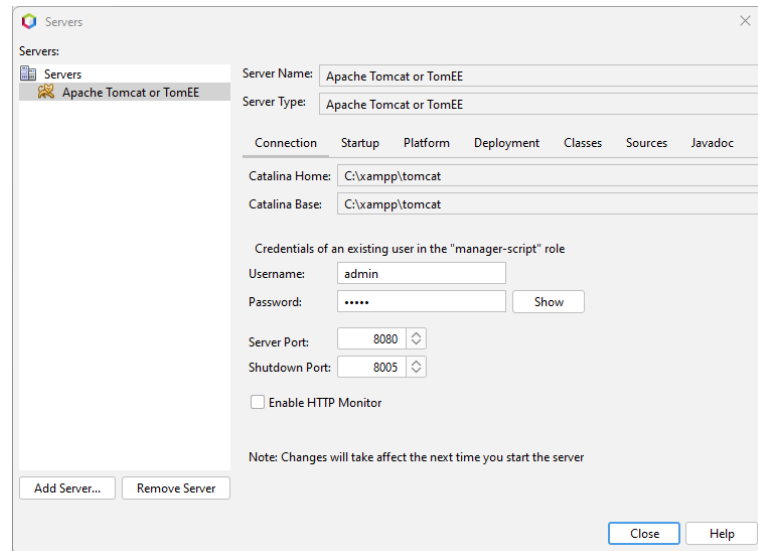 Servers
Servers:
Servers
Apache Tomcat or TomEE
Add Server...
Remove Server
Server Name: Apache Tomcat or TomEE
Server Type: Apache Tomcat or TomEE
Connection Startup Platform Deployment Classes Sources Javadoc
Catalina Home: C:\xampp\tomcat
Catalina Base: C:\xampp\tomcat
Credentials of an existing user in the "manager-script" role
Username: admin
Password: ••••• Show
Server Port: 8080
Shutdown Port: 8005
Enable HTTP Monitor
Note: Changes will take affect the next time you start the server
Close Help